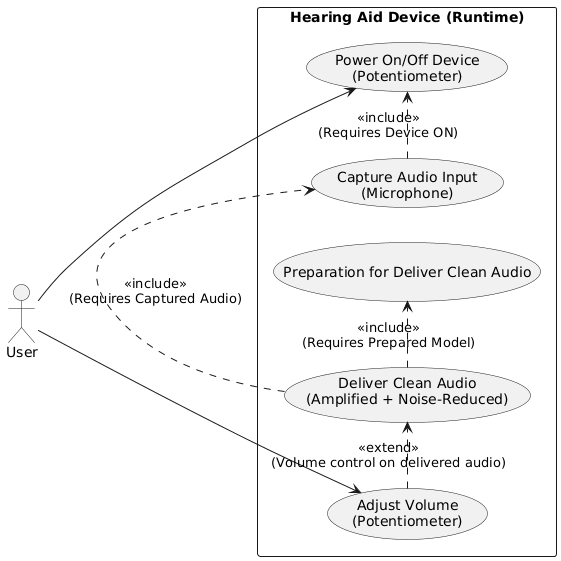 Hearing Aid Device (Runtime)
Power On/Off Device
(Potentiometer)
«include»
(Requires Device ON)
Capture Audio Input
(Microphone)
Preparation for Deliver Clean Audio
«include»
(Requires Captured Audio)
«include»
(Requires Prepared Model)
User
Deliver Clean Audio
(Amplified + Noise-Reduced)
«extend»
(Volume control on delivered audio)
Adjust Volume
(Potentiometer)